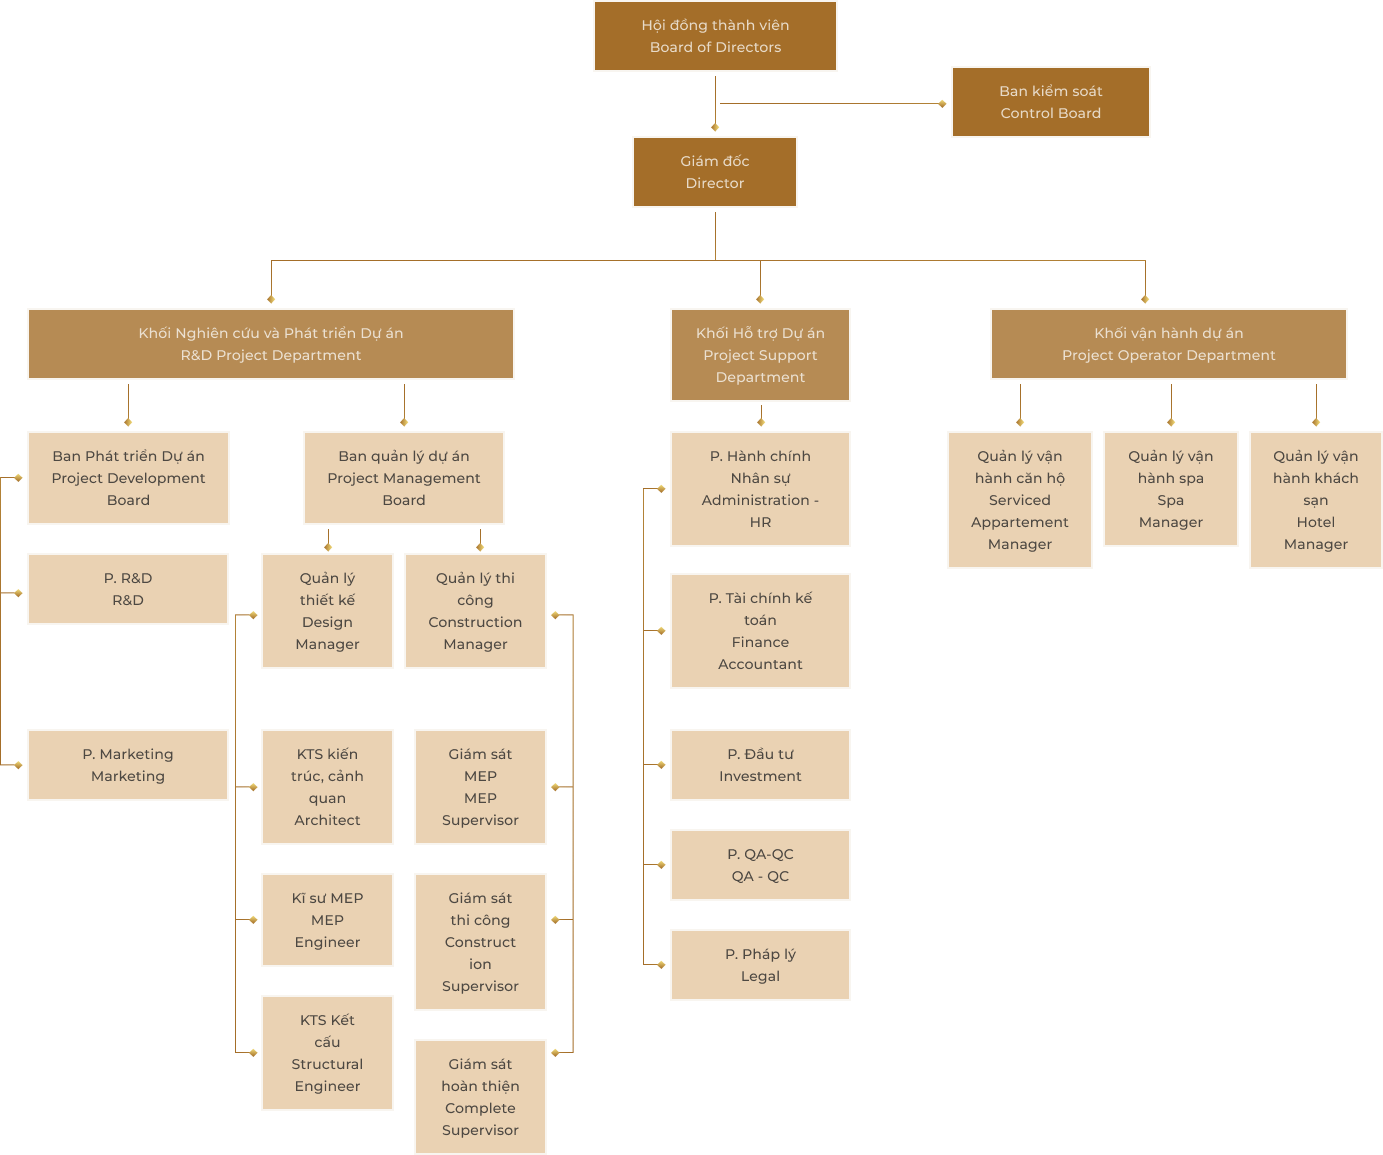 Hội đồng thành viên
Board of Directors
Ban kiểm soát
Control Board
Giám đốc
Director
Khối Nghiên cứu và Phát triển Dự án
R&D Project Department
Khối Hỗ trợ Dự án
Project Support
Department
Khối vận hành dự án
Project Operator Department
Ban Phát triển Dự án
Project Development
Board
Ban quản lý dự án
Project Management
Board
P. Hành chính
Nhân sự
Administration -
HR
Quản lý vận
hành căn hộ
Serviced
Appartement
Manager
Quản lý vận
hành spa
Spa
Manager
Quản lý vận
hành khách
sạn
Hotel
Manager
P. R&D
R&D
Quản lý
thiết kế
Design
Manager
Quản lý thi
công
Construction
Manager
P. Tài chính kế
toán
Finance
Accountant
P. Marketing
Marketing
KTS kiến
trúc, cảnh
quan
Architect
Giám sát
MEP
MEP
Supervisor
P. Đầu tư
Investment
P. QA-QC
QA - QC
Kĩ sư MEP
MEP
Engineer
Giám sát
thi công
Construct
ion
Supervisor
P. Pháp lý
Legal
KTS Kết
cấu
Structural
Engineer
Giám sát
hoàn thiện
Complete
Supervisor